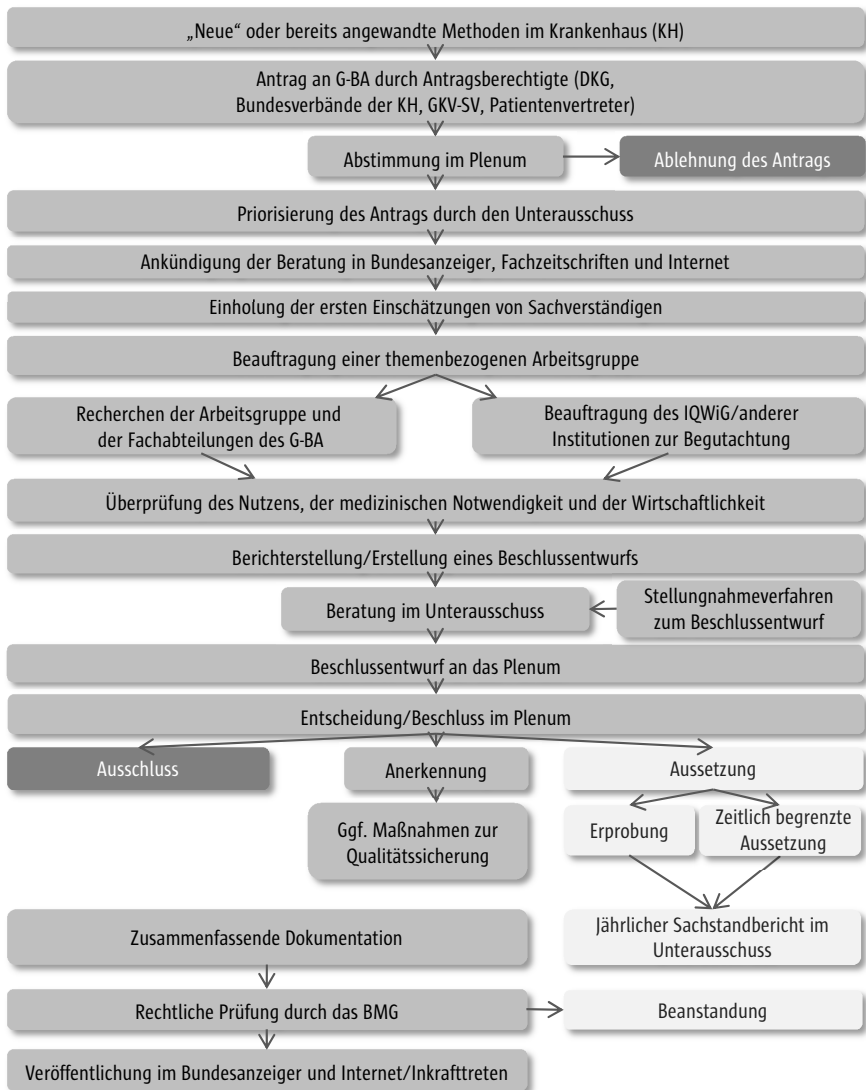 „Neue“ oder bereits angewandte Methoden im Krankenhaus (KH)
Antrag an G-BA durch Antragsberechtigte (DKG,
Bundesverbände der KH, GKV-SV, Patientenvertreter)
Abstimmung im Plenum
Ablehnung des Antrags
Priorisierung des Antrags durch den Unterausschuss
Ankündigung der Beratung in Bundesanzeiger, Fachzeitschriften und Internet
Einholung der ersten Einschätzungen von Sachverständigen
Beauftragung einer themenbezogenen Arbeitsgruppe
Recherchen der Arbeitsgruppe und
der Fachabteilungen des G-BA
Beauftragung des IQWiG/anderer
Institutionen zur Begutachtung
Überprüfung des Nutzens, der medizinischen Notwendigkeit und der Wirtschaftlichkeit
Berichterstellung/Erstellung eines Beschlussentwurfs
Beratung im Unterausschuss
Stellungnahmeverfahren
zum Beschlussentwurf
Beschlussentwurf an das Plenum
Entscheidung/Beschluss im Plenum
Ausschluss
Anerkennung
Aussetzung
Ggf. Maßnahmen zur
Qualitätssicherung
Erprobung
Zeitlich begrenzte
Aussetzung
Zusammenfassende Dokumentation
Jährlicher Sachstandbericht im
Unterausschuss
Rechtliche Prüfung durch das BMG
Beanstandung
Veröffentlichung im Bundesanzeiger und Internet/Inkrafttreten